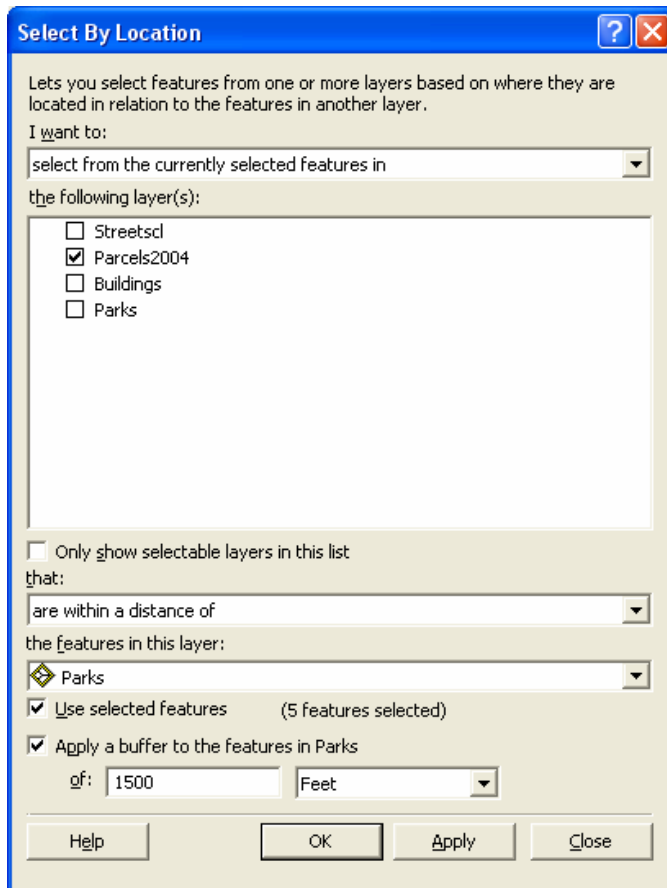 Select By Location
Lets you select features from one or more layers based on where they are
located in relation to the features in another layer.
I want to:
select from the currently selected features in
the following layer(s):
Streetscl
Parcels2004
Buildings
Parks
Only show selectable layers in this list
that:
are within a distance of
the features in this layer:
Parks
Use selected features (5 features selected)
Apply a buffer to the features in Parks
of: 1500 Feet
Help OK Apply Close